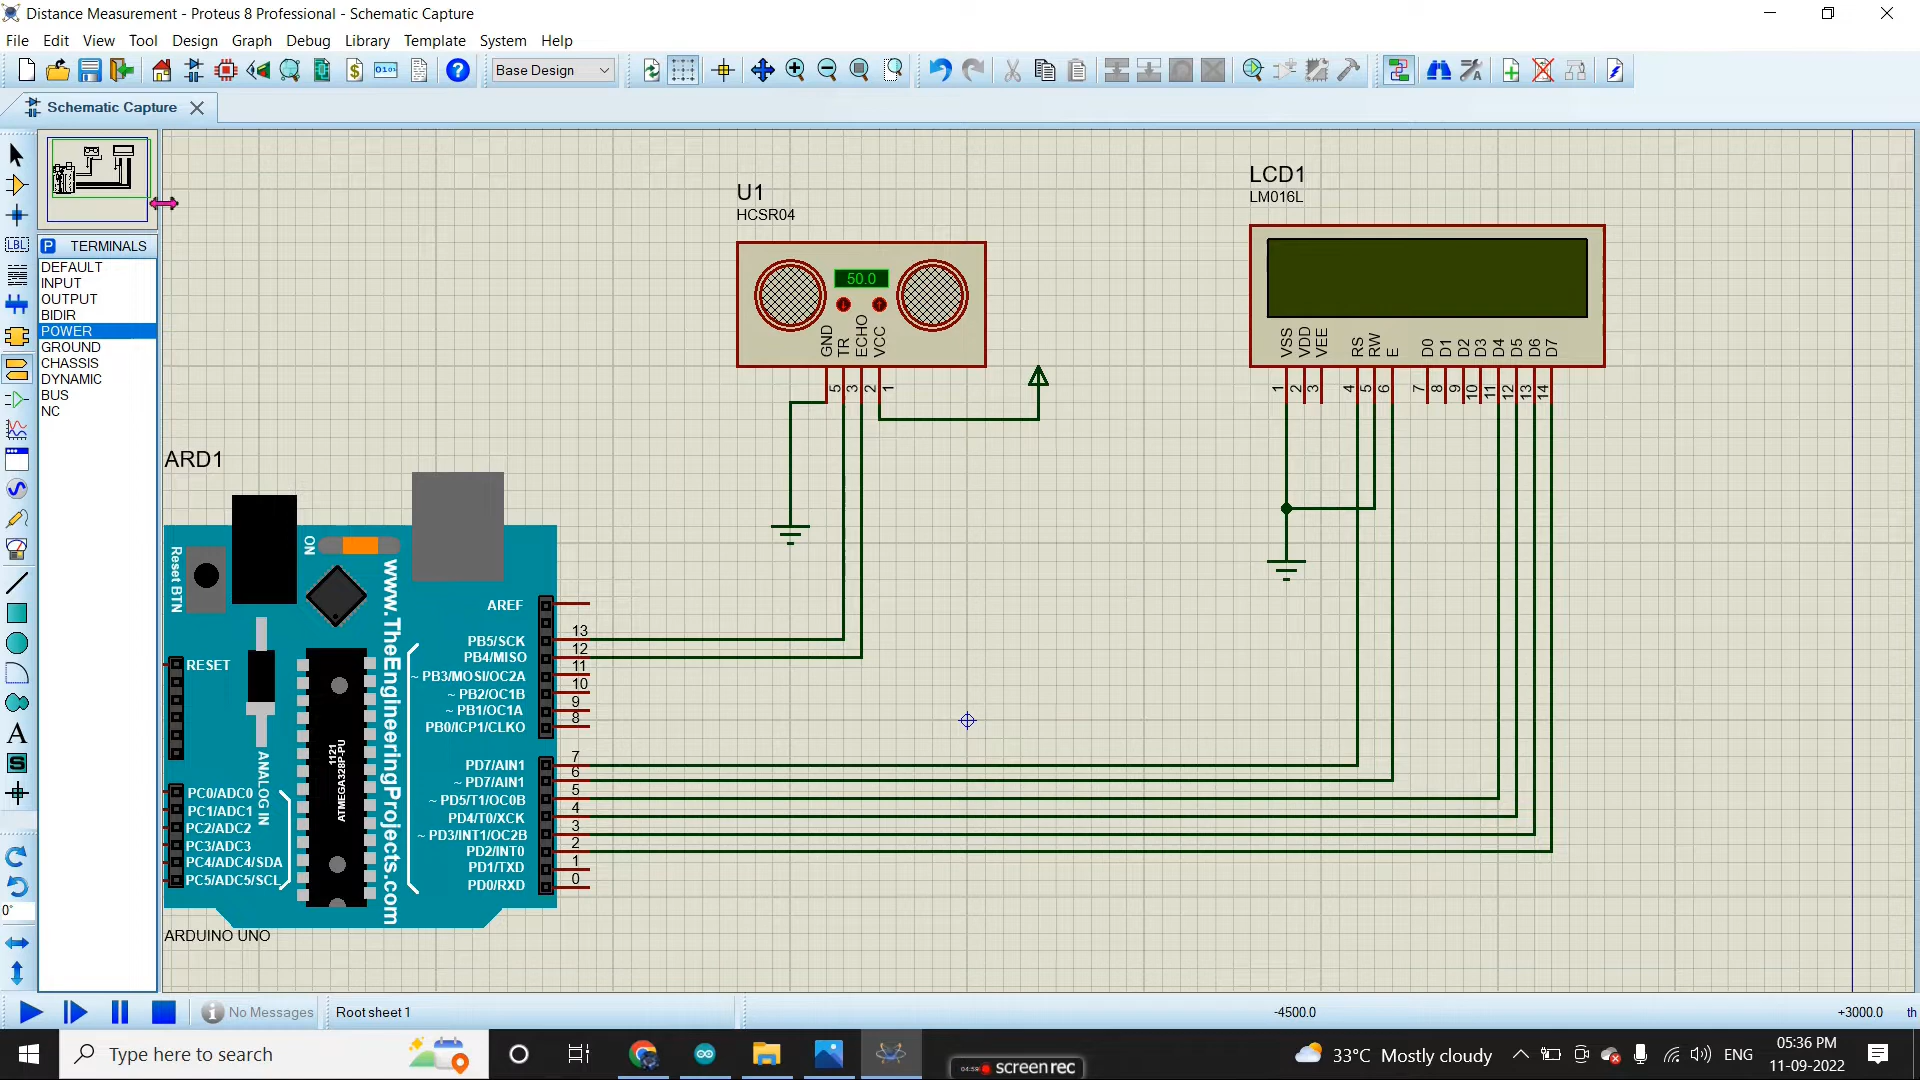 Distance Measurement - Proteus 8 Professional - Schematic Capture
File Edit View Tool Design Graph Debug Library Template System Help
Base Design
Schematic Capture
LBL
P TERMINALS
DEFAULT
INPUT
OUTPUT
BIDIR
POWER
GROUND
CHASSIS
DYNAMIC
BUS
NC
A
S
0°
U1
HCSR04
50.0
GND
TR
ECHO
VCC
5
3
2
1
LCD1
LM016L
VSS
VDD
VEE
RS
RW
E
D0
D1
D2
D3
D4
D5
D6
D7
1
2
3
4
5
6
7
8
9
10
11
12
13
14
ARD1
Reset BTN
ON
www.TheEngineeringProjects.com
RESET
ANALOG IN
1121
ATMEGA328P-PU
AREF
PB5/SCK 13
PB4/MISO 12
~ PB3/MOSI/OC2A 11
~ PB2/OC1B 10
~ PB1/OC1A 9
PB0/ICP1/CLKO 8
PD7/AIN1 7
~ PD7/AIN1 6
~ PD5/T1/OC0B 5
PD4/T0/XCK 4
~ PD3/INT1/OC2B 3
PD2/INT0 2
PD1/TXD 1
PD0/RXD 0
PC0/ADC0
PC1/ADC1
PC2/ADC2
PC3/ADC3
PC4/ADC4/SDA
PC5/ADC5/SCL
ARDUINO UNO
No Messages Root sheet 1 -4500.0 +3000.0 th
Type here to search
04:59 screen rec
33°C Mostly cloudy
ENG
05:36 PM
11-09-2022